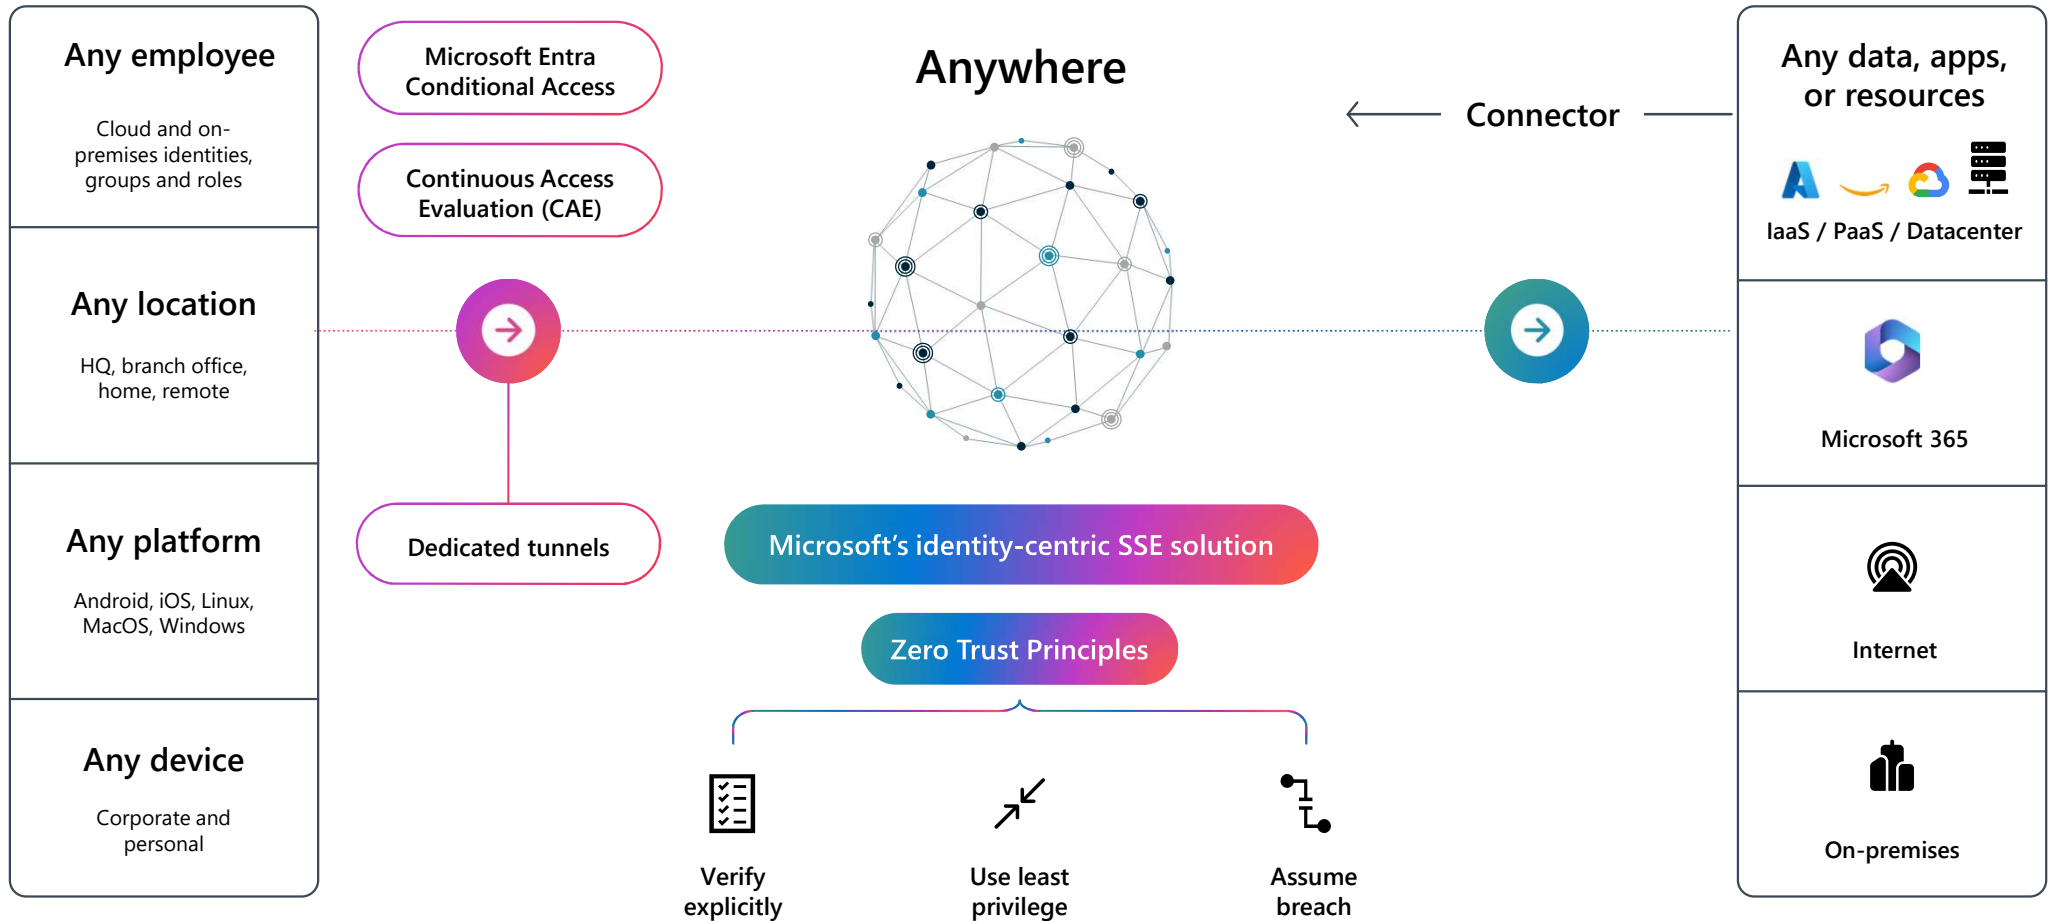 Any employee
Cloud and on-
premises identities,
groups and roles
Any location
HQ, branch office,
home, remote
Any platform
Android, iOS, Linux,
MacOS, Windows
Any device
Corporate and
personal
Microsoft Entra
Conditional Access
Continuous Access
Evaluation (CAE)
Dedicated tunnels
Anywhere
Microsoft's identity-centric SSE solution
Zero Trust Principles
Verify
explicitly
Use least
privilege
Assume
breach
Connector
Any data, apps,
or resources
IaaS / PaaS / Datacenter
Microsoft 365
Internet
On-premises